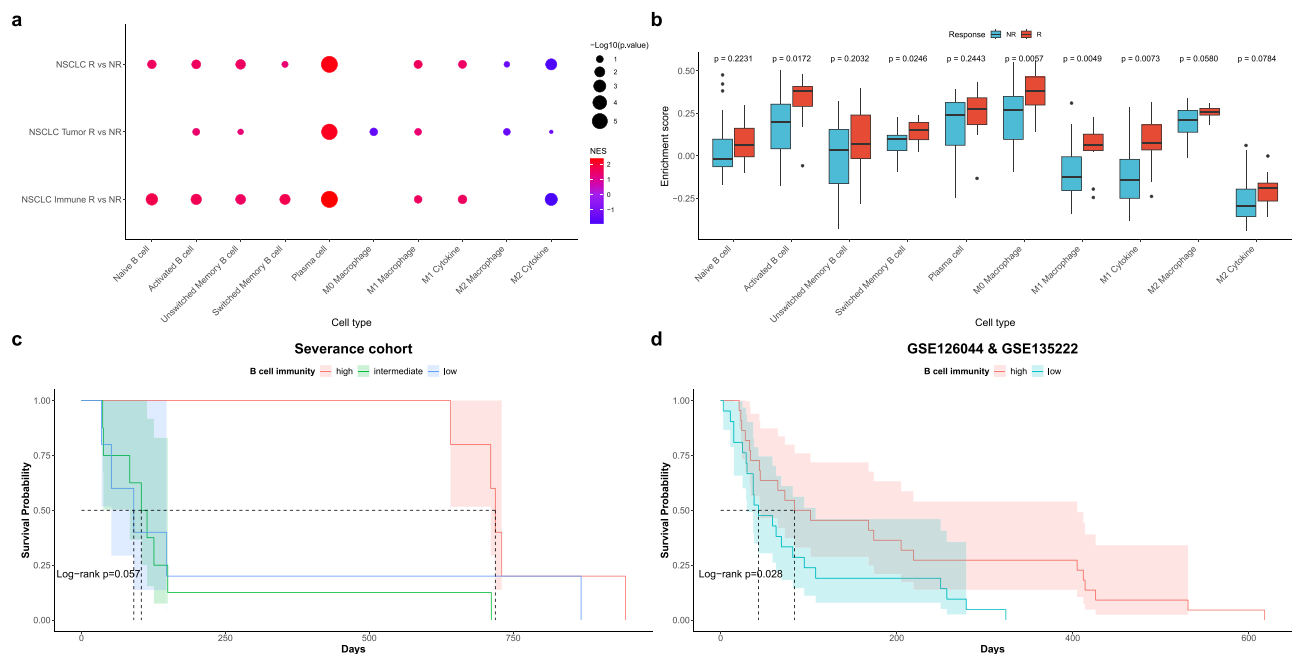 a
NSCLC R vs NR
NSCLC Tumor R vs NR
NSCLC Immune R vs NR
Naive B cell
Activated B cell
Unswitched Memory B cell
Switched Memory B cell
Plasma cell
M0 Macrophage
M1 Macrophage
M1 Cytokine
M2 Macrophage
M2 Cytokine
Cell type
−Log10(p.value)
1
2
3
4
5
NES
2
1
0
−1
b
Response NR R
p = 0.2231 p = 0.0172 p = 0.2032 p = 0.0246 p = 0.2443 p = 0.0057 p = 0.0049 p = 0.0073 p = 0.0580 p = 0.0784
Enrichment score
0.50
0.25
0.00
−0.25
Naive B cell
Activated B cell
Unswitched Memory B cell
Switched Memory B cell
Plasma cell
M0 Macrophage
M1 Macrophage
M1 Cytokine
M2 Macrophage
M2 Cytokine
Cell type
c
Severance cohort
B cell immunity high intermediate low
Survival Probability
1.00
0.75
0.50
0.25
0.00
Log−rank p=0.057
0 250 500 750
Days
d
GSE126044 & GSE135222
B cell immunity high low
Survival Probability
1.00
0.75
0.50
0.25
0.00
Log−rank p=0.028
0 200 400 600
Days